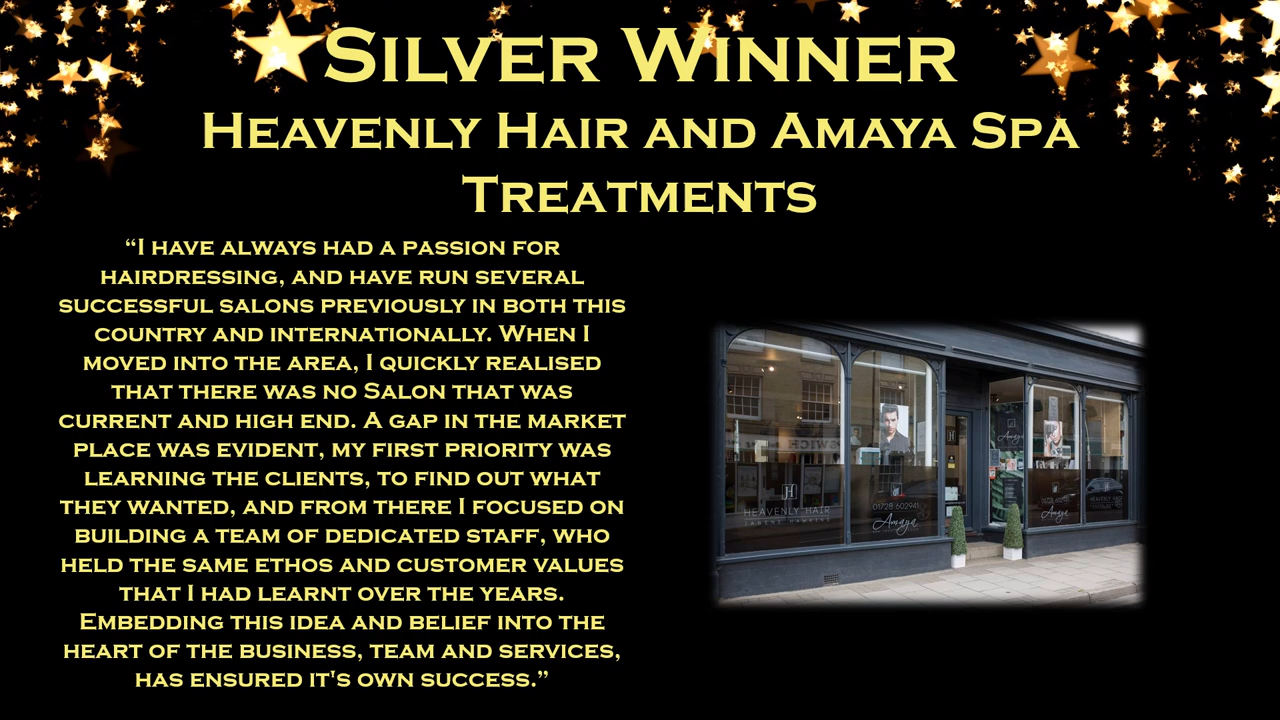 Silver Winner
Heavenly Hair and Amaya Spa
Treatments
“I have always had a passion for
hairdressing, and have run several
successful salons previously in both this
country and internationally. When I
moved into the area, I quickly realised
that there was no Salon that was
current and high end. A gap in the market
place was evident, my first priority was
learning the clients, to find out what
they wanted, and from there I focused on
building a team of dedicated staff, who
held the same ethos and customer values
that I had learnt over the years.
Embedding this idea and belief into the
heart of the business, team and services,
has ensured it's own success.”
HEAVENLY HAIR
01728 602941
Amaya
Amaya
HEAVENLY HAIR